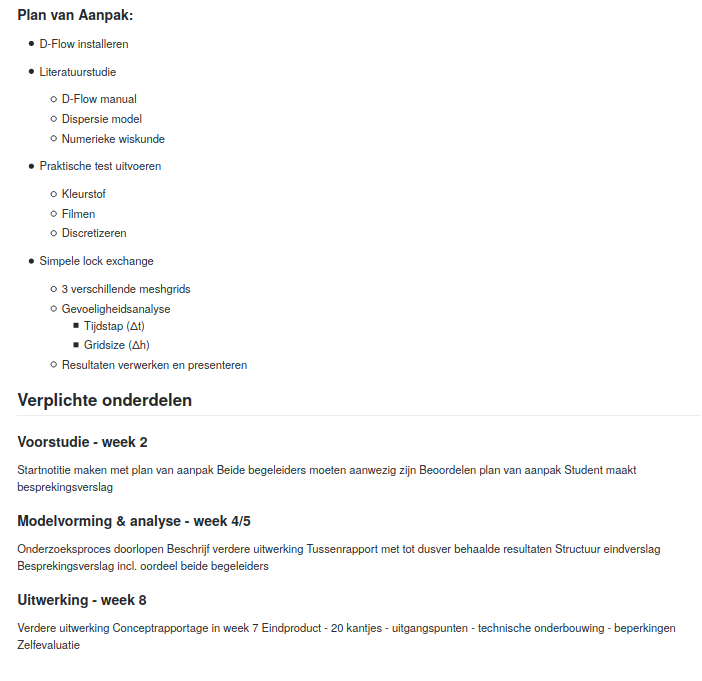 Plan van Aanpak:
D-Flow installeren
Literatuurstudie
D-Flow manual
Dispersie model
Numerieke wiskunde
Praktische test uitvoeren
Kleurstof
Filmen
Discretizeren
Simpele lock exchange
3 verschillende meshgrids
Gevoeligheidsanalyse
Tijdstap (Δt)
Gridsize (Δh)
Resultaten verwerken en presenteren
Verplichte onderdelen
Voorstudie - week 2
Startnotitie maken met plan van aanpak Beide begeleiders moeten aanwezig zijn Beoordelen plan van aanpak Student maakt
besprekingsverslag
Modelvorming & analyse - week 4/5
Onderzoeksproces doorlopen Beschrijf verdere uitwerking Tussenrapport met tot dusver behaalde resultaten Structuur eindverslag
Besprekingsverslag incl. oordeel beide begeleiders
Uitwerking - week 8
Verdere uitwerking Conceptrapportage in week 7 Eindproduct - 20 kantjes - uitgangspunten - technische onderbouwing - beperkingen
Zelfevaluatie